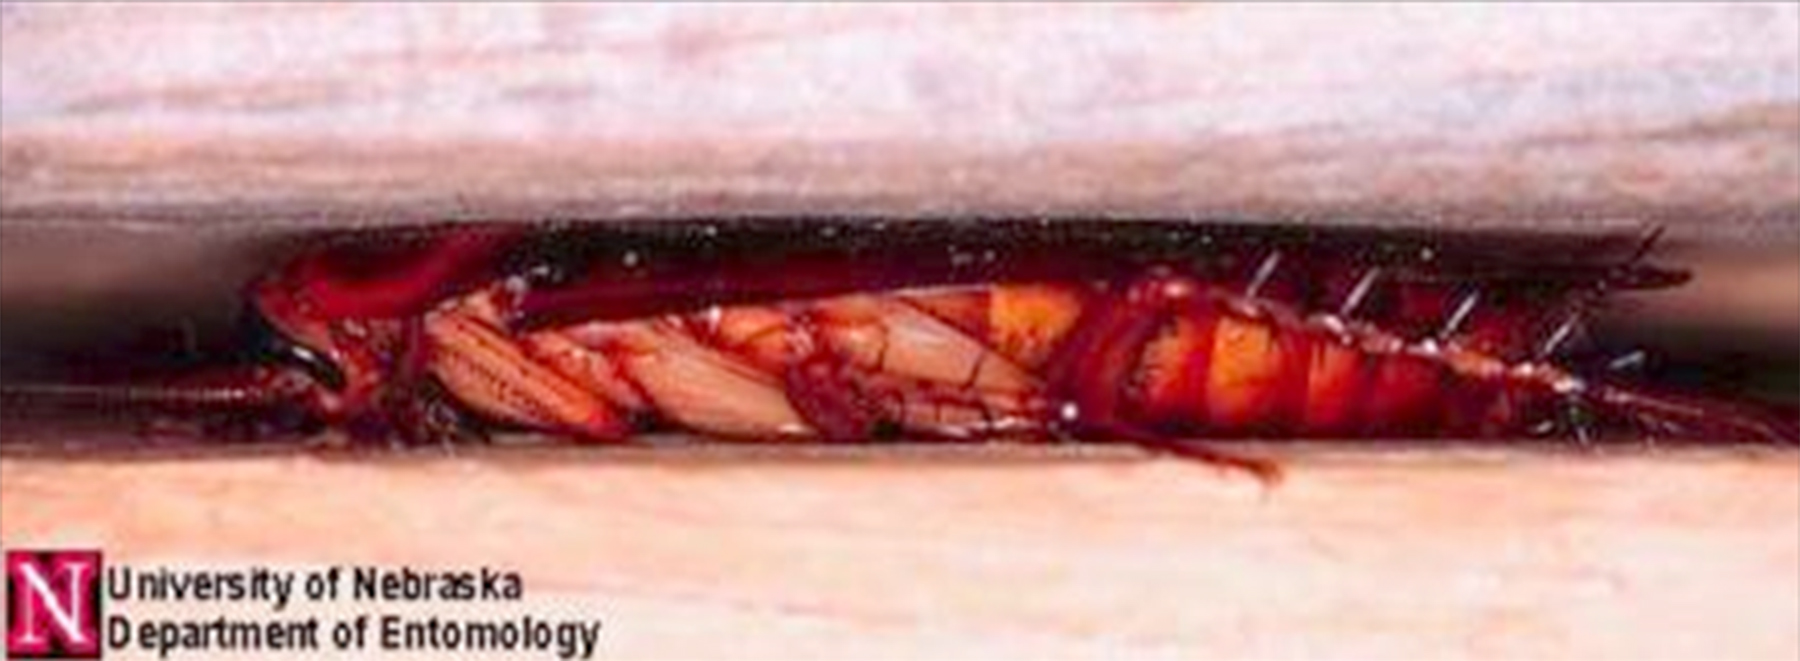 N University of Nebraska
Department of Entomology